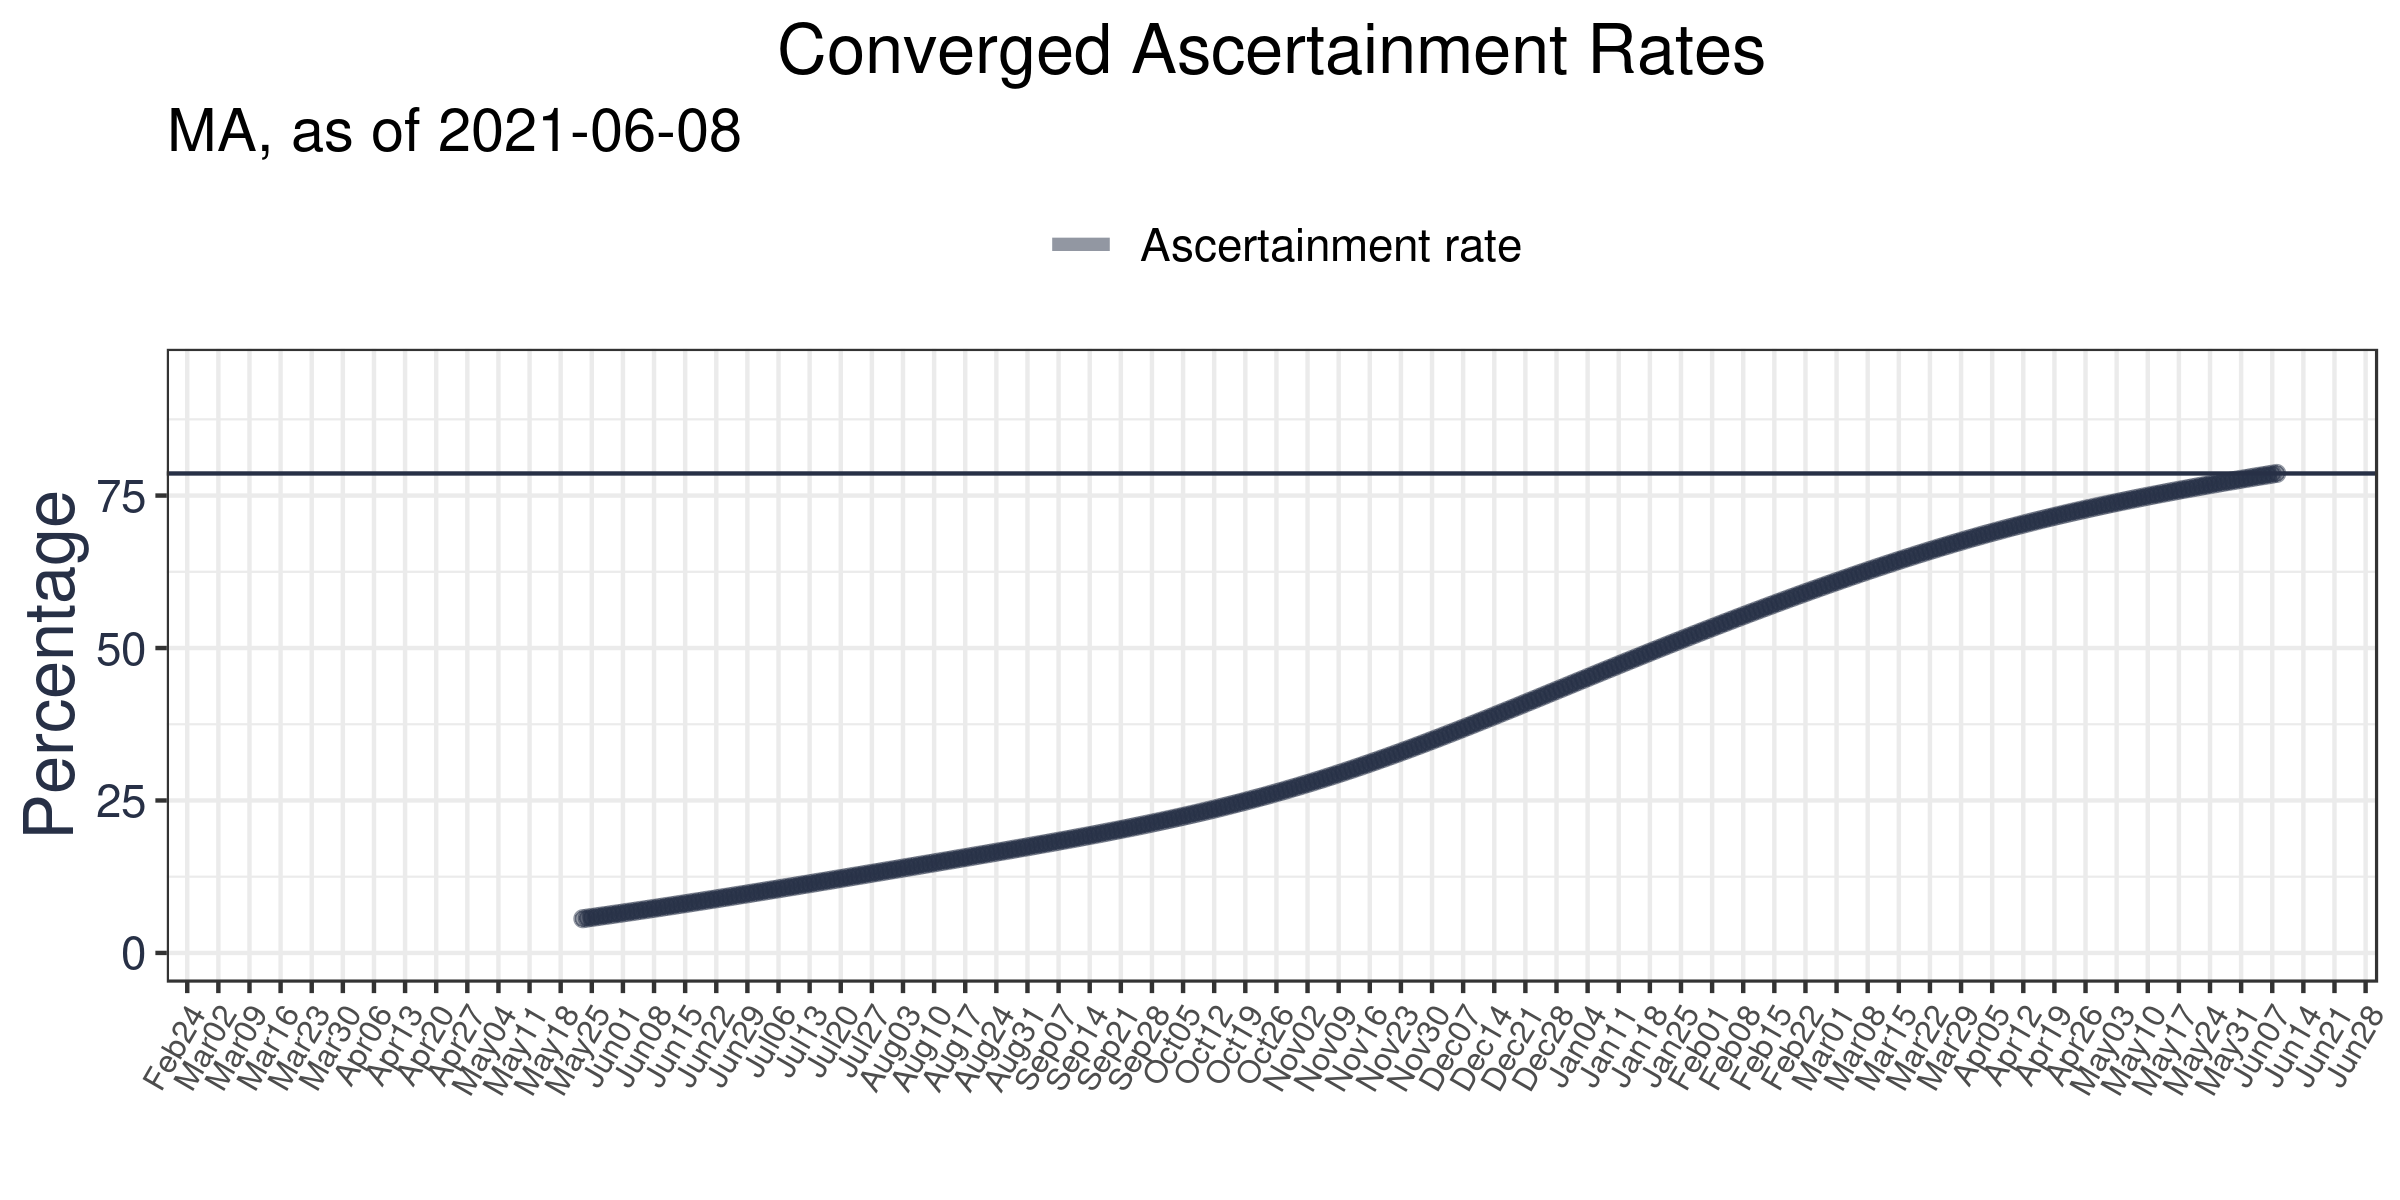 Converged Ascertainment Rates
MA, as of 2021-06-08
Ascertainment rate
Percentage
75
50
25
0
Feb24 Mar02 Mar09 Mar16 Mar23 Mar30 Apr06 Apr13 Apr20 Apr27 May04 May11 May18 May25 Jun01 Jun08 Jun15 Jun22 Jun29 Jul06 Jul13 Jul20 Jul27 Aug03 Aug10 Aug17 Aug24 Aug31 Sep07 Sep14 Sep21 Sep28 Oct05 Oct12 Oct19 Oct26 Nov02 Nov09 Nov16 Nov23 Nov30 Dec07 Dec14 Dec21 Dec28 Jan04 Jan11 Jan18 Jan25 Feb01 Feb08 Feb15 Feb22 Mar01 Mar08 Mar15 Mar22 Mar29 Apr05 Apr12 Apr19 Apr26 May03 May10 May17 May24 May31 Jun07 Jun14 Jun21 Jun28